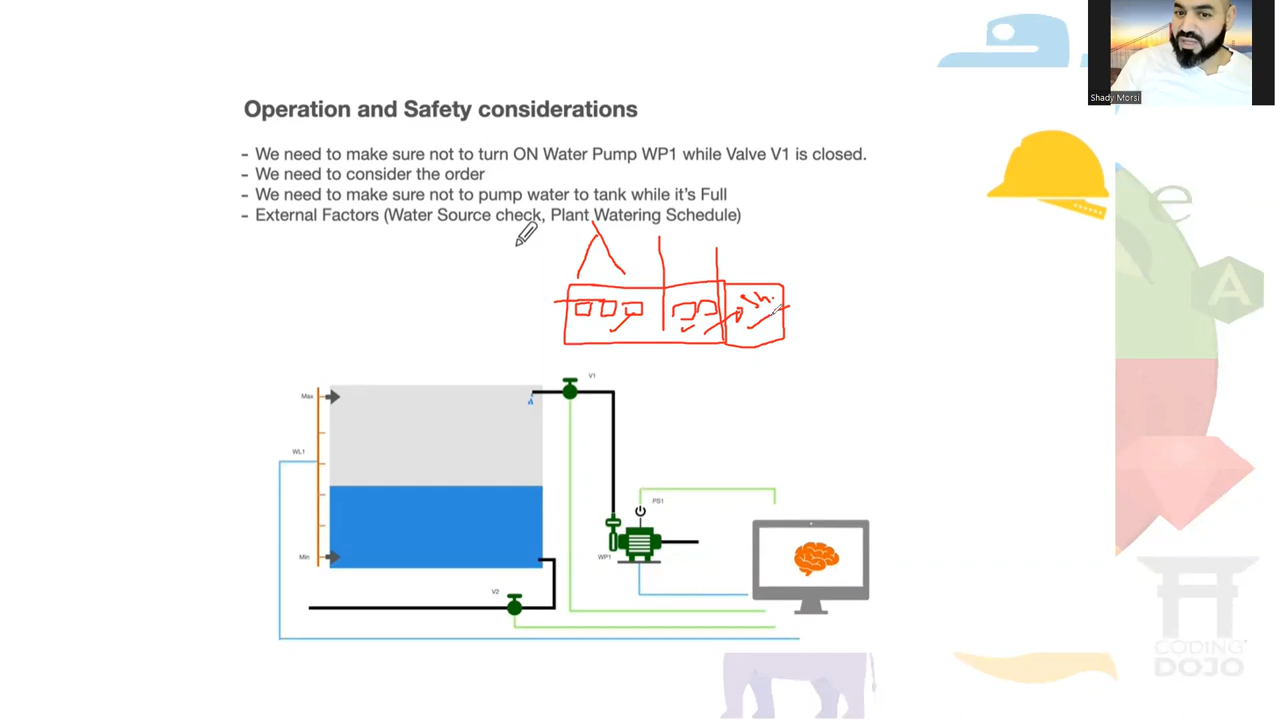 Shady Morsi
Operation and Safety considerations
- We need to make sure not to turn ON Water Pump WP1 while Valve V1 is closed.
- We need to consider the order
- We need to make sure not to pump water to tank while it's Full
- External Factors (Water Source check, Plant Watering Schedule)
V1
Max
WL1
PS1
Min
WP1
V2
e
A
CODING
DOJO